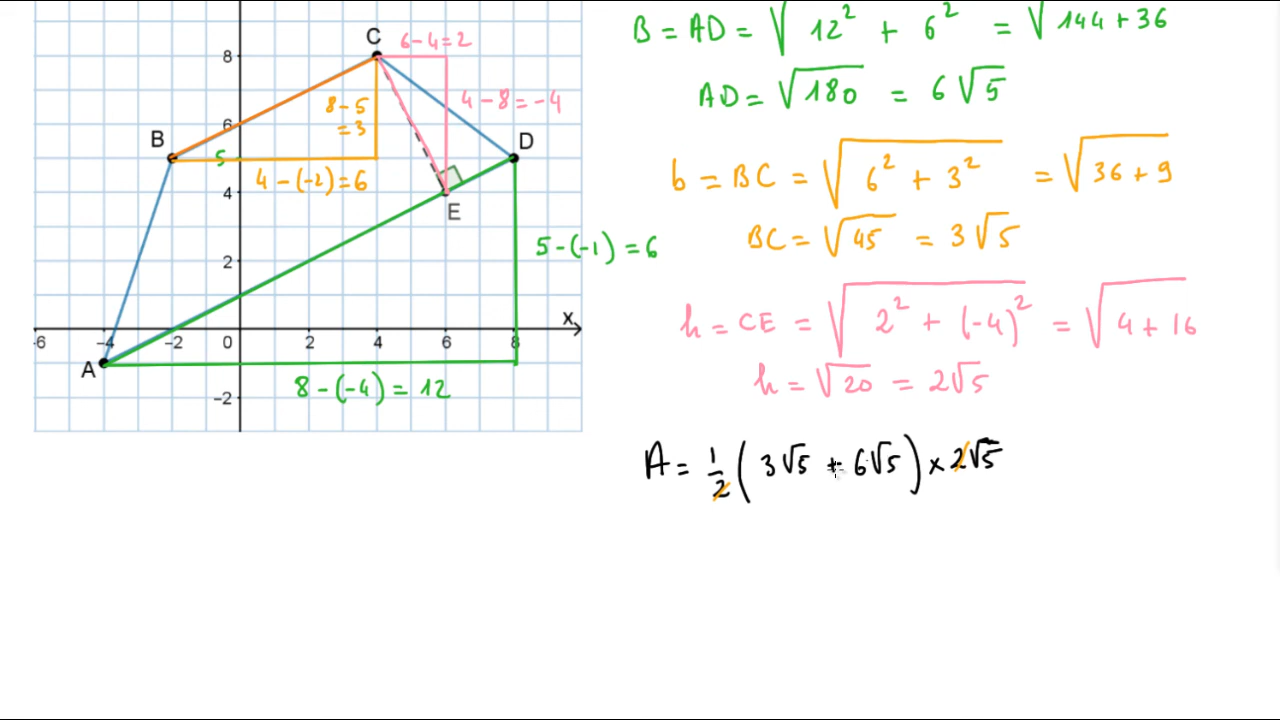 B = AD = √12² + 6² = √144 + 36
AD = √180 = 6√5
b = BC = √6² + 3² = √36 + 9
BC = √45 = 3√5
h = CE = √2² + (-4)² = √4 + 16
h = √20 = 2√5
A = 1/2 (3√5 + 6√5) × 2√5
C
6-4=2
8
8-5
=3
4-8=-4
6
B
D
5
4-(-2)=6
4
E
5-(-1)=6
2
x
-6 -4 -2 0 2 4 6 8
A
8-(-4)=12
-2